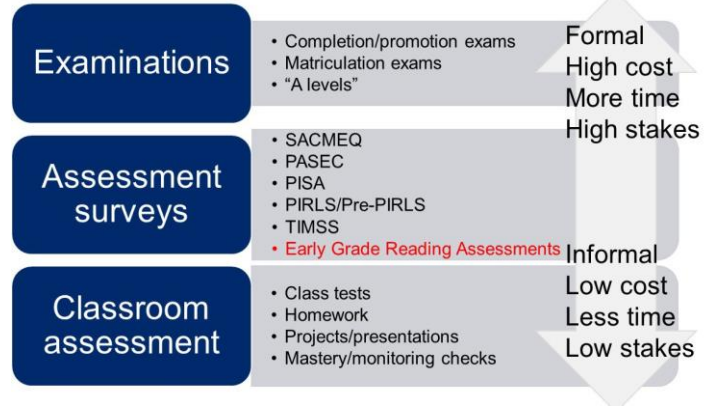 Examinations
• Completion/promotion exams
• Matriculation exams
• “A levels”
Formal
High cost
More time
High stakes
Assessment
surveys
• SACMEQ
• PASEC
• PISA
• PIRLS/Pre-PIRLS
• TIMSS
• Early Grade Reading Assessments
Informal
Low cost
Less time
Low stakes
Classroom
assessment
• Class tests
• Homework
• Projects/presentations
• Mastery/monitoring checks